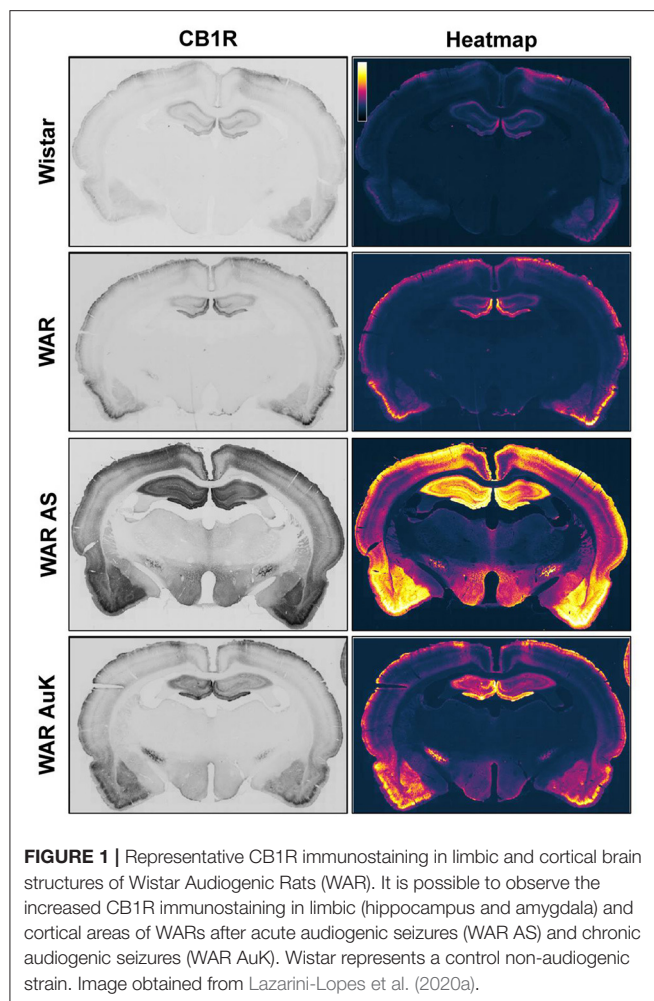 CB1R
Heatmap
Wistar
WAR
WAR AS
WAR AuK
FIGURE 1 | Representative CB1R immunostaining in limbic and cortical brain
structures of Wistar Audiogenic Rats (WAR). It is possible to observe the
increased CB1R immunostaining in limbic (hippocampus and amygdala) and
cortical areas of WARs after acute audiogenic seizures (WAR AS) and chronic
audiogenic seizures (WAR AuK). Wistar represents a control non-audiogenic
strain. Image obtained from Lazarini-Lopes et al. (2020a).